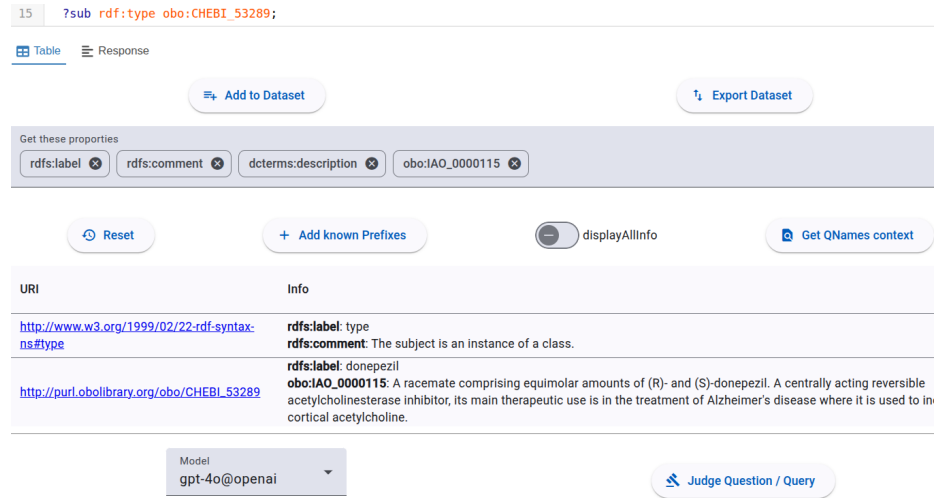 15 ?sub rdf:type obo:CHEBI_53289;
Table Response
Add to Dataset Export Dataset
Get these proporties
rdfs:label rdfs:comment dcterms:description obo:IAO_0000115
Reset Add known Prefixes displayAllInfo Get QNames context
URI Info
http://www.w3.org/1999/02/22-rdf-syntax- rdfs:label: type
ns#type rdfs:comment: The subject is an instance of a class.
rdfs:label: donepezil
http://purl.obolibrary.org/obo/CHEBI_53289 obo:IAO_0000115: A racemate comprising equimolar amounts of (R)- and (S)-donepezil. A centrally acting reversible
acetylcholinesterase inhibitor, its main therapeutic use is in the treatment of Alzheimer's disease where it is used to
cortical acetylcholine.
Model
gpt-4o@openai Judge Question / Query